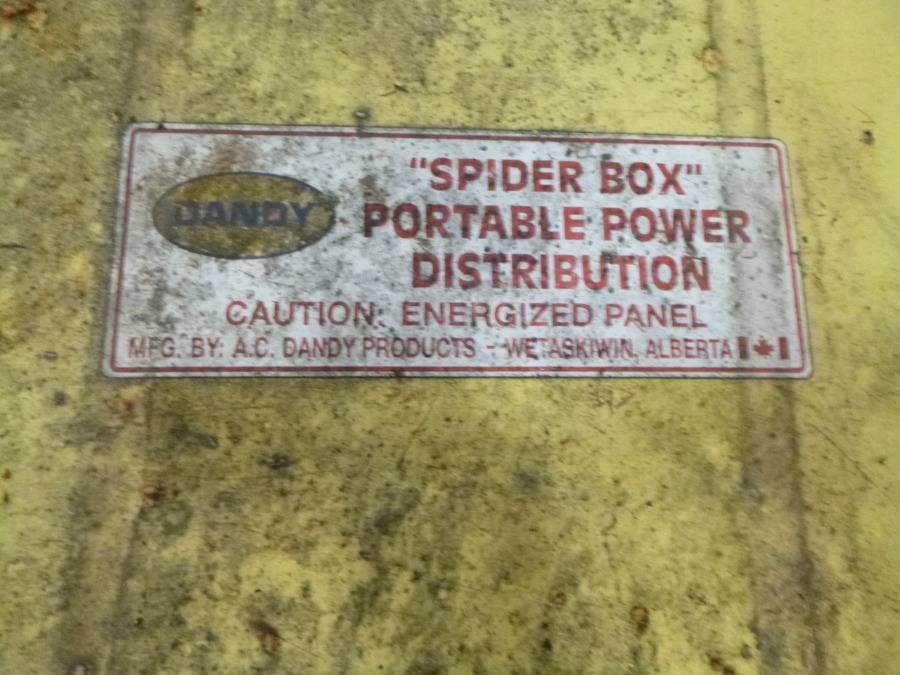 DANDY
"SPIDER BOX"
PORTABLE POWER
DISTRIBUTION
CAUTION: ENERGIZED PANEL
MFG. BY: A.C. DANDY PRODUCTS - WETASKIWIN, ALBERTA